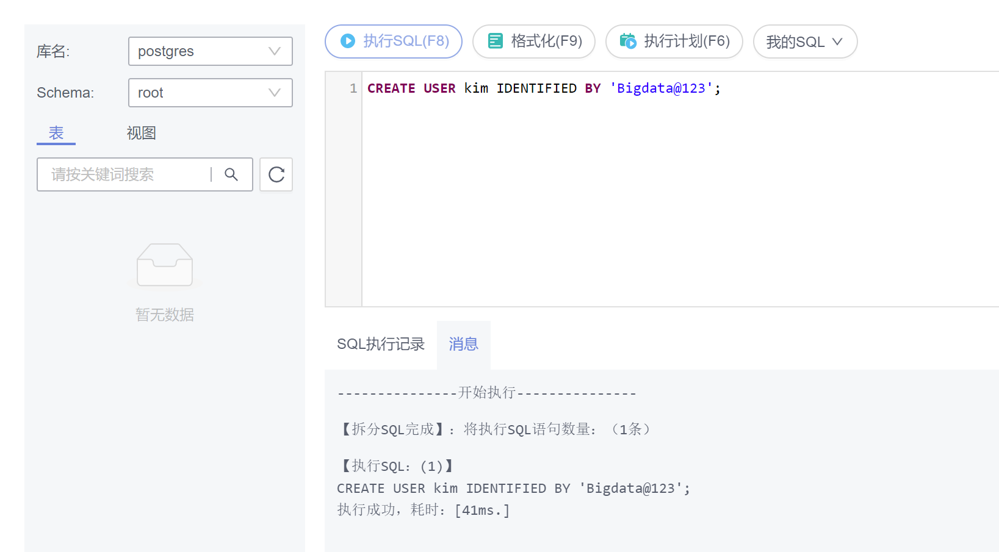 库名:
postgres
Schema:
root
表
视图
请按关键词搜索
暂无数据
执行SQL(F8)
格式化(F9)
执行计划(F6)
我的SQL
1
CREATE USER kim IDENTIFIED BY 'Bigdata@123';
SQL执行记录
消息
---------------开始执行---------------
【拆分SQL完成】：将执行SQL语句数量：（1条）
【执行SQL：(1)】
CREATE USER kim IDENTIFIED BY 'Bigdata@123';
执行成功，耗时：[41ms.]